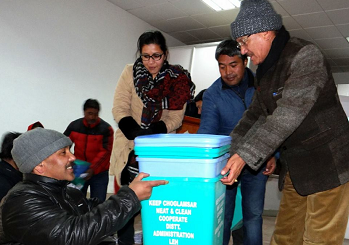 KEEP CHOGLAMSAR
NEAT & CLEAN
COOPERATE
DISTT.
ADMINISTRATION
LEH